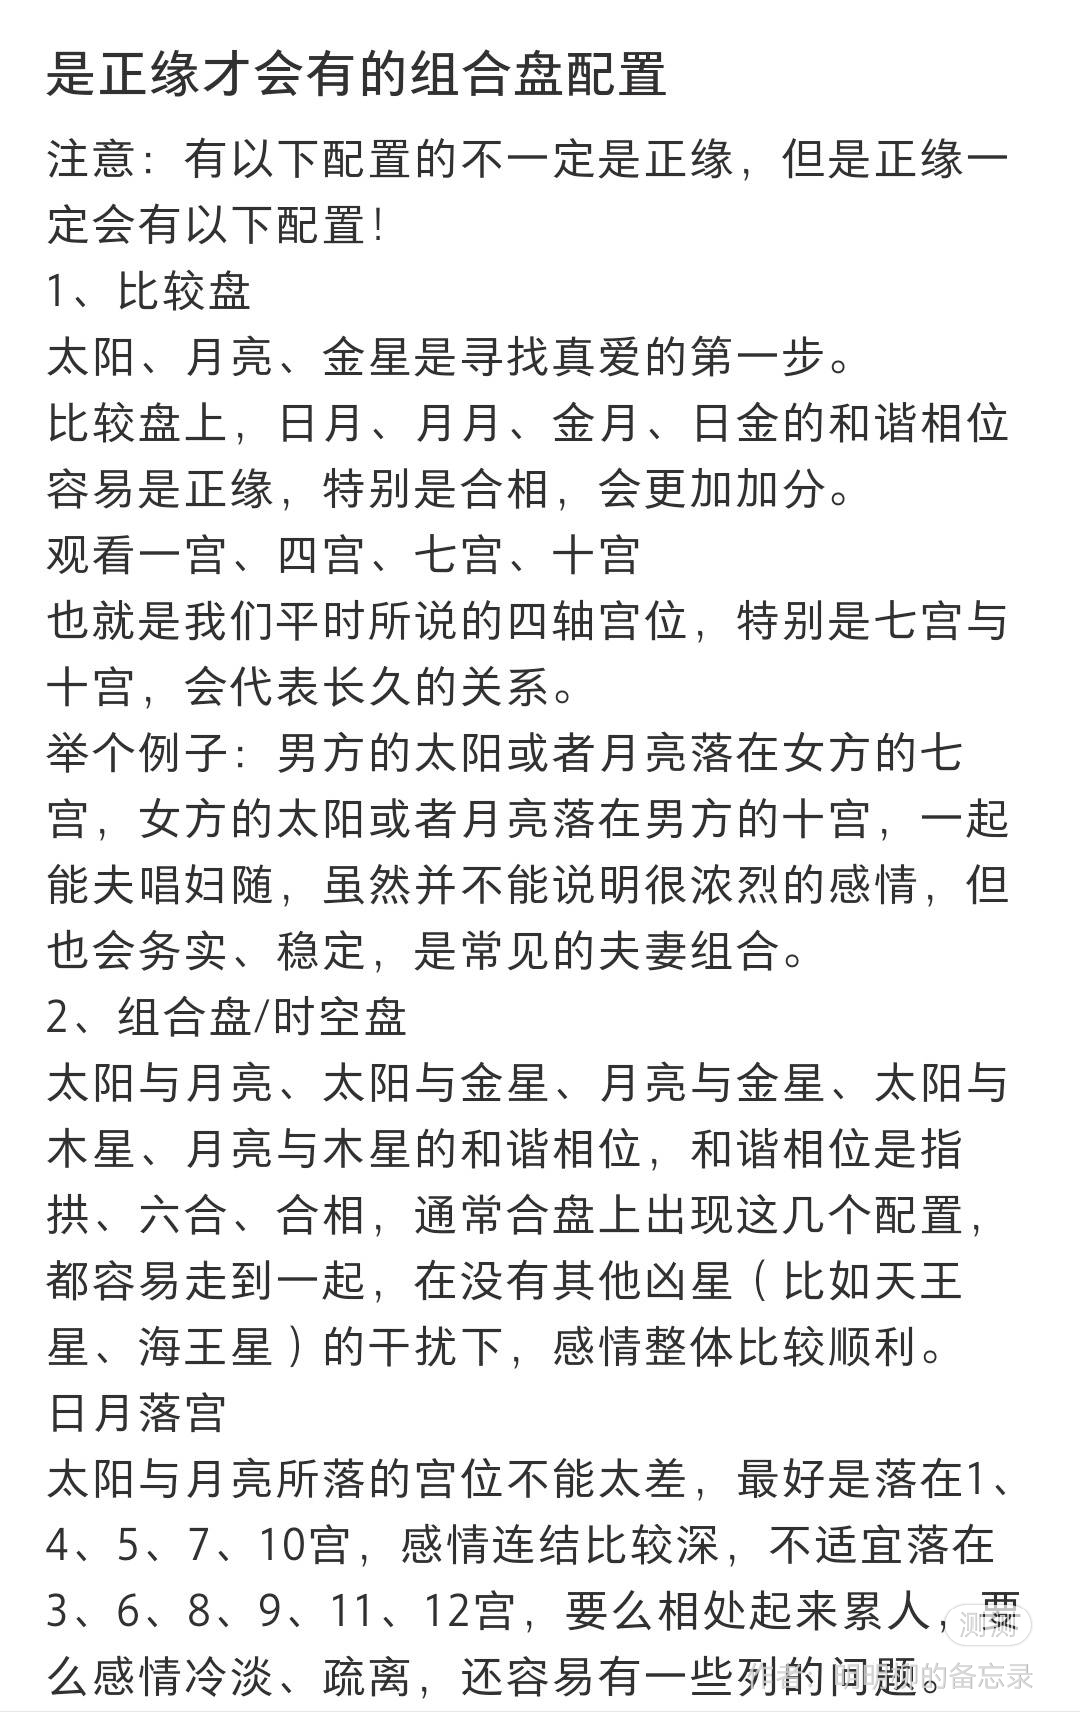 是正缘才会有的组合盘配置
注意：有以下配置的不一定是正缘，但是正缘一
定会有以下配置！
1、比较盘
太阳、月亮、金星是寻找真爱的第一步。
比较盘上，日月、月月、金月、日金的和谐相位
容易是正缘，特别是合相，会更加加分。
观看一宫、四宫、七宫、十宫
也就是我们平时所说的四轴宫位，特别是七宫与
十宫，会代表长久的关系。
举个例子：男方的太阳或者月亮落在女方的七
宫，女方的太阳或者月亮落在男方的十宫，一起
能夫唱妇随，虽然并不能说明很浓烈的感情，但
也会务实、稳定，是常见的夫妻组合。
2、组合盘/时空盘
太阳与月亮、太阳与金星、月亮与金星、太阳与
木星、月亮与木星的和谐相位，和谐相位是指
拱、六合、合相，通常合盘上出现这几个配置，
都容易走到一起，在没有其他凶星（比如天王
星、海王星）的干扰下，感情整体比较顺利。
日月落宫
太阳与月亮所落的宫位不能太差，最好是落在1、
4、5、7、10宫，感情连结比较深，不适宜落在
3、6、8、9、11、12宫，要么相处起来累人，要
么感情冷淡、疏离，还容易有一些列的问题。
测测
的备忘录